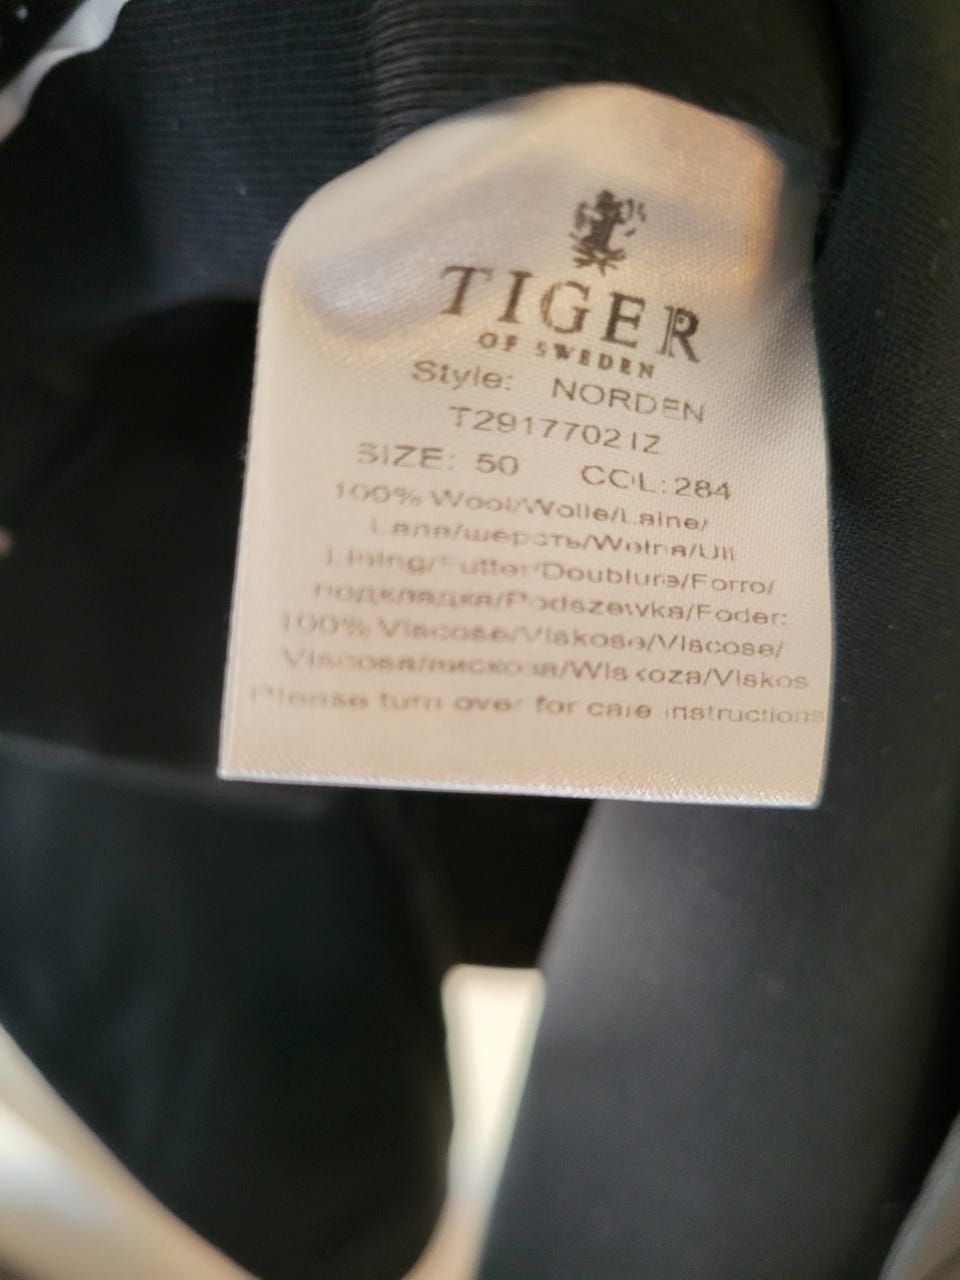 TIGER
OF SWEDEN
Style: NORDEN
T29177021Z
SIZE: 50 COL: 284
100% Wool/Wolle/Laine/
Lana/шерсть/Wełna/Ull
Lining/Futter/Doublure/Forro/
подкладка/Podszewka/Foder:
100% Viscose/Viskose/Viscose/
Viscosa/вискоза/Wiskoza/Viskos
Please turn over for care instructions